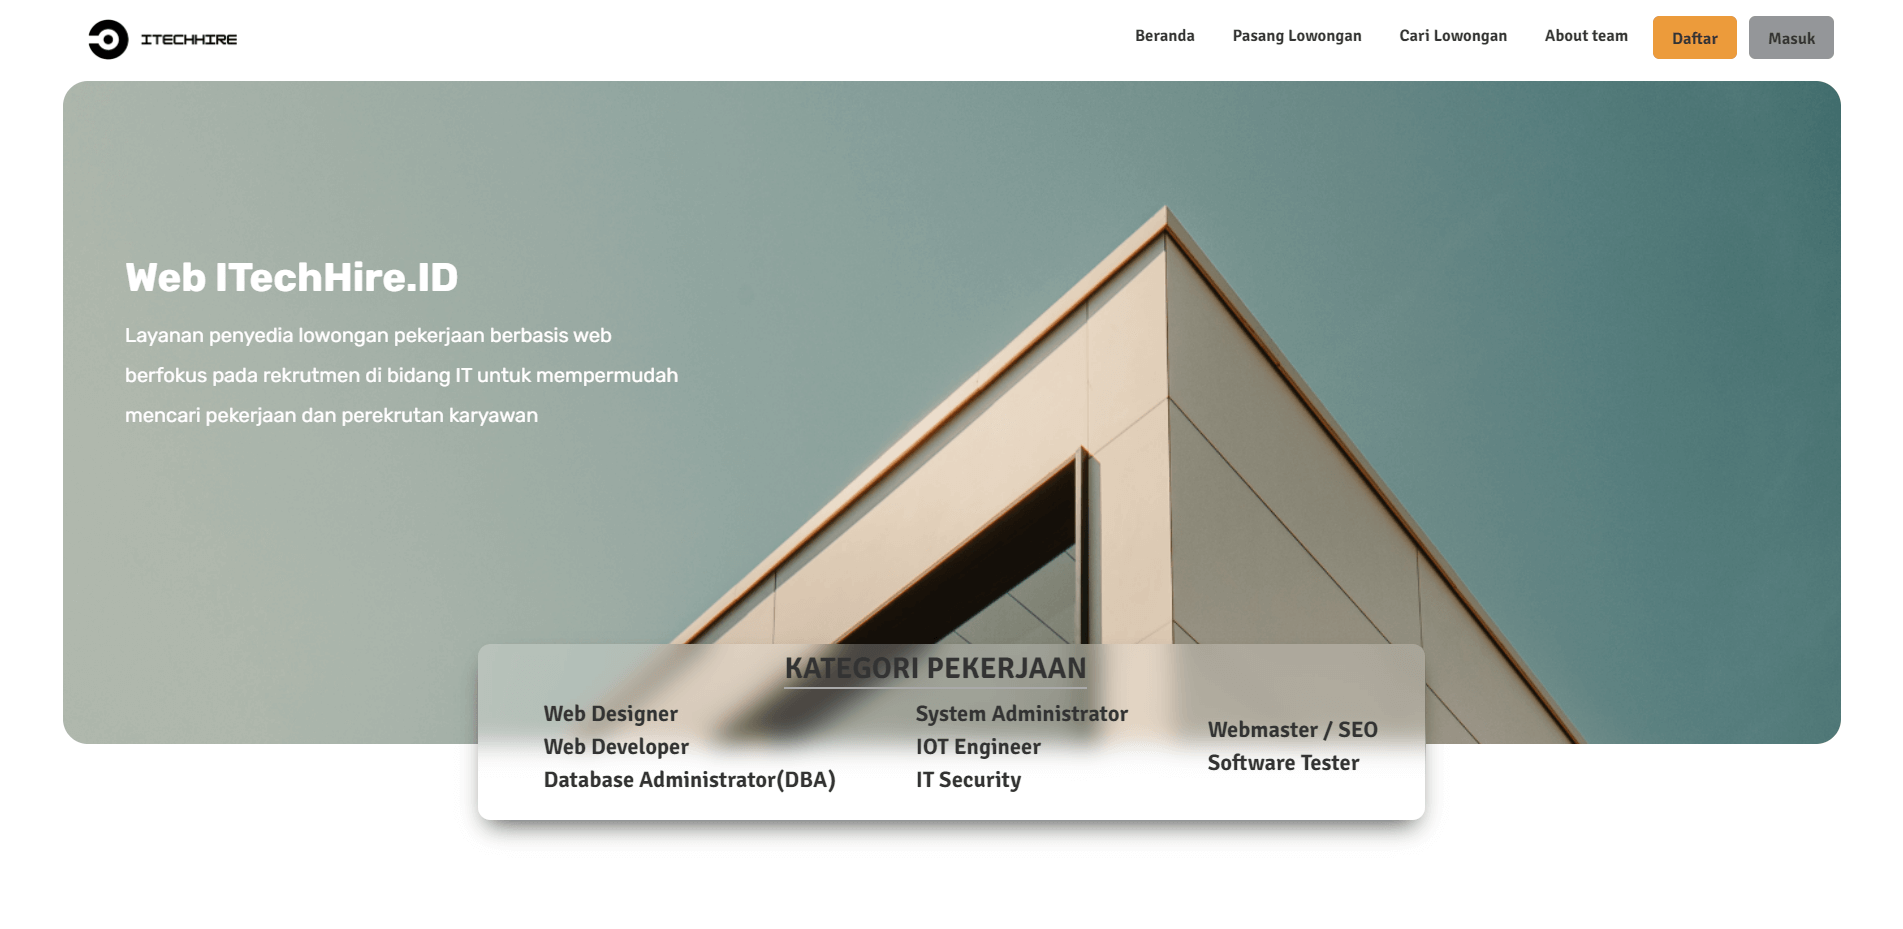 ITECHHIRE
Beranda
Pasang Lowongan
Cari Lowongan
About team
Daftar
Masuk
Web ITechHire.ID
Layanan penyedia lowongan pekerjaan berbasis web
berfokus pada rekrutmen di bidang IT untuk mempermudah
mencari pekerjaan dan perekrutan karyawan
KATEGORI PEKERJAAN
Web Designer
Web Developer
Database Administrator(DBA)
System Administrator
IOT Engineer
IT Security
Webmaster / SEO
Software Tester